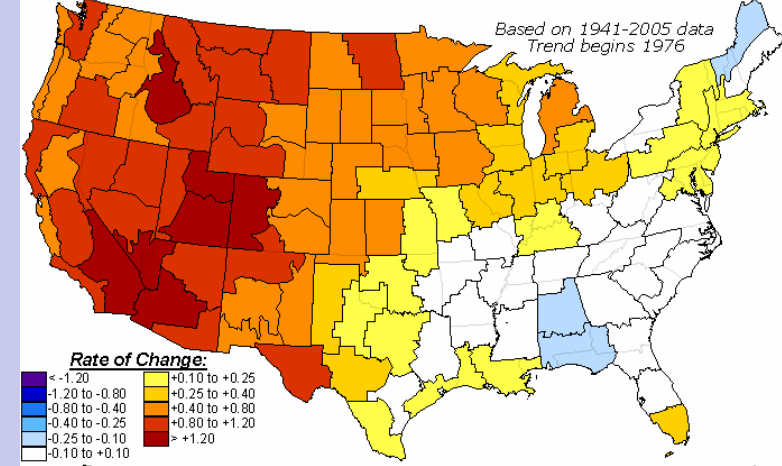 Based on 1941-2005 data
Trend begins 1976
Rate of Change:
< -1.20
-1.20 to -0.80
-0.80 to -0.40
-0.40 to -0.25
-0.25 to -0.10
-0.10 to +0.10
+0.10 to +0.25
+0.25 to +0.40
+0.40 to +0.80
+0.80 to +1.20
> +1.20